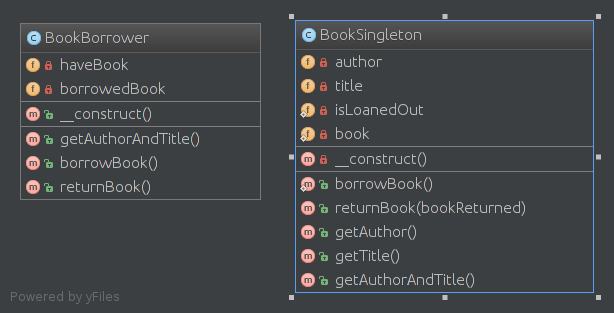 BookBorrower
haveBook
borrowedBook
__construct()
getAuthorAndTitle()
borrowBook()
returnBook()
BookSingleton
author
title
isLoanedOut
book
__construct()
borrowBook()
returnBook(bookReturned)
getAuthor()
getTitle()
getAuthorAndTitle()
Powered by yFiles